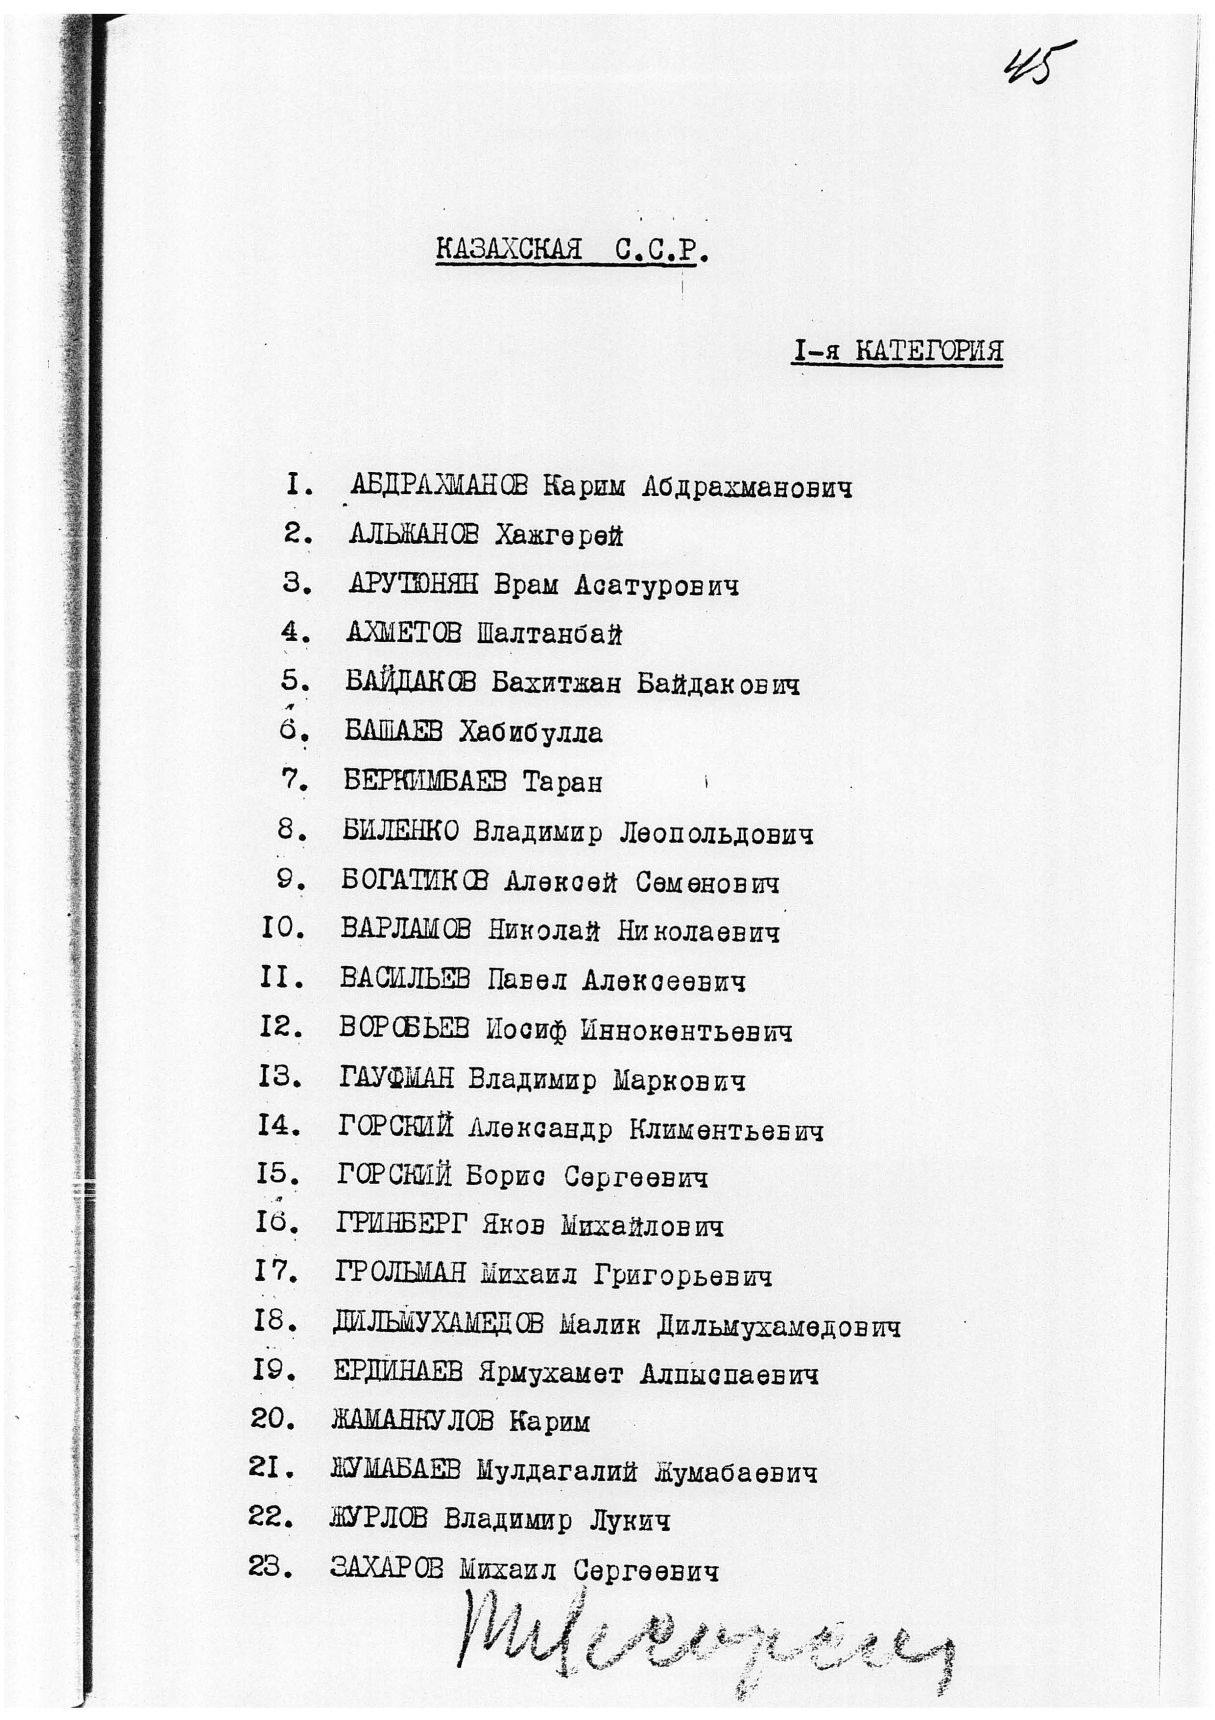 45
КАЗАХСКАЯ С.С.Р.
I-я КАТЕГОРИЯ
I. АБДРАХМАНОВ Карим Абдрахманович
2. АЛЬЖАНОВ Хажгерей
3. АРУТЮНЯН Врам Асатурович
4. АХМЕТОВ Шалтанбай
5. БАЙДАКОВ Бахитжан Байдакович
6. БАШАЕВ Хабибулла
7. БЕРКИМБАЕВ Таран
8. БИЛЕНКО Владимир Леопольдович
9. БОГАТИКОВ Алексей Семенович
I0. ВАРЛАМОВ Николай Николаевич
II. ВАСИЛЬЕВ Павел Алексеевич
I2. ВОРОБЬЕВ Иосиф Иннокентьевич
I3. ГАУФМАН Владимир Маркович
I4. ГОРСКИЙ Александр Климентьевич
I5. ГОРСКИЙ Борис Сергеевич
I6. ГРИНБЕРГ Яков Михайлович
I7. ГРОЛЬМАН Михаил Григорьевич
I8. ДИЛЬМУХАМЕДОВ Малик Дильмухамедович
I9. ЕРДИНАЕВ Ярмухамет Алпыспаевич
20. ЖАМАНКУЛОВ Карим
2I. ЖУМАБАЕВ Мулдагалий Жумабаевич
22. ЖУРЛОВ Владимир Лукич
23. ЗАХАРОВ Михаил Сергеевич